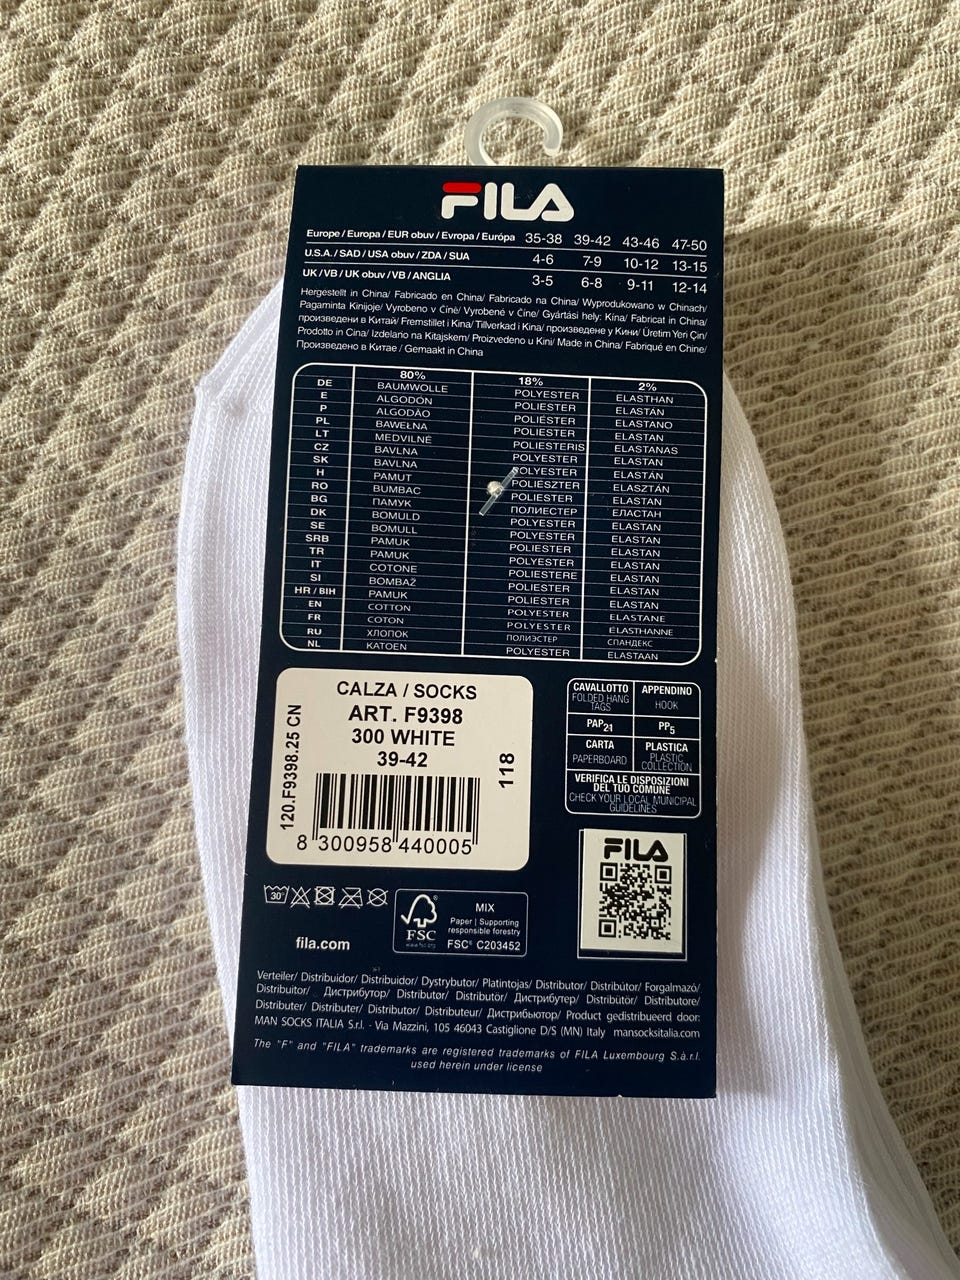 FILA
Europe / Europa / EUR obuv / Evropa / Európa 35-38 39-42 43-46 47-50
U.S.A. / SAD / USA obuv / ZDA / SUA 4-6 7-9 10-12 13-15
UK / VB / UK obuv / VB / ANGLIA 3-5 6-8 9-11 12-14
Hergestellt in China/ Fabricado en China/ Fabricado na China/ Wyprodukowano w Chinach/
Pagaminta Kinijoje/ Vyrobeno v Číně/ Vyrobené v Číne/ Gyártási hely: Kína/ Fabricat in China/
произведени в Китай/ Fremstillet i Kina/ Tillverkad i Kina/ произведене у Кини/ Üretim Yeri Çin/
Prodotto in Cina/ Izdelano na Kitajskem/ Proizvedeno u Kini/ Made in China/ Fabriqué en Chine/
Произведено в Китае / Gemaakt in China
80% 18% 2%
DE BAUMWOLLE POLYESTER ELASTHAN
E ALGODÓN POLIÉSTER ELASTAN
P ALGODÃO POLIÉSTER ELASTANO
PL BAWEŁNA POLIESTER ELASTAN
LT MEDVILNĖ POLIESTERIS ELASTANAS
CZ BAVLNA POLYESTER ELASTAN
SK BAVLNA POLYESTER ELASTÁN
H PAMUT POLIÉSZTER ELASZTÁN
RO BUMBAC POLIESTER ELASTAN
BG ПАМУК ПОЛИЕСТЕР ЕЛАСТАН
DK BOMULD POLYESTER ELASTAN
SE BOMULL POLYESTER ELASTAN
SRB PAMUK POLIESTER ELASTAN
TR PAMUK POLYESTER ELASTAN
IT COTONE POLIESTERE ELASTAN
SI BOMBAŽ POLIESTER ELASTAN
HR / BIH PAMUK POLIESTER ELASTAN
EN COTTON POLYESTER ELASTANE
FR COTON POLYESTER ÉLASTHANNE
RU ХЛОПОК ПОЛИЭСТЕР СПАНДЕКС
NL KATOEN POLYESTER ELASTAAN
CALZA / SOCKS
ART. F9398
300 WHITE
39-42
120.F9398.25 CN
118
8 300958 440005
CAVALLOTTO APPENDINO
FOLDED HANG TAGS HOOK
PAP21 PP5
CARTA PLASTICA
PAPERBOARD PLASTIC COLLECTION
VERIFICA LE DISPOSIZIONI
DEL TUO COMUNE
CHECK YOUR LOCAL MUNICIPAL
GUIDELINES
FILA
30°
FSC®
www.fsc.org
MIX
Paper | Supporting
responsible forestry
FSC® C203452
fila.com
Verteiler/ Distribuidor/ Distribuidor/ Dystrybutor/ Platintojas/ Distributor/ Distribútor/ Forgalmazó/
Distribuitor/ Дистрибутор/ Distributor/ Distributör/ Дистрибутер/ Distribütör/ Distributore/
Distributer/ Distributer/ Distributor/ Distributeur/ Дистрибьютор/ Product gedistribueerd door:
MAN SOCKS ITALIA S.r.l. - Via Mazzini, 105 46043 Castiglione D/S (MN) Italy mansocksitalia.com
The "F" and "FILA" trademarks are registered trademarks of FILA Luxembourg S.à.r.l.
used herein under license